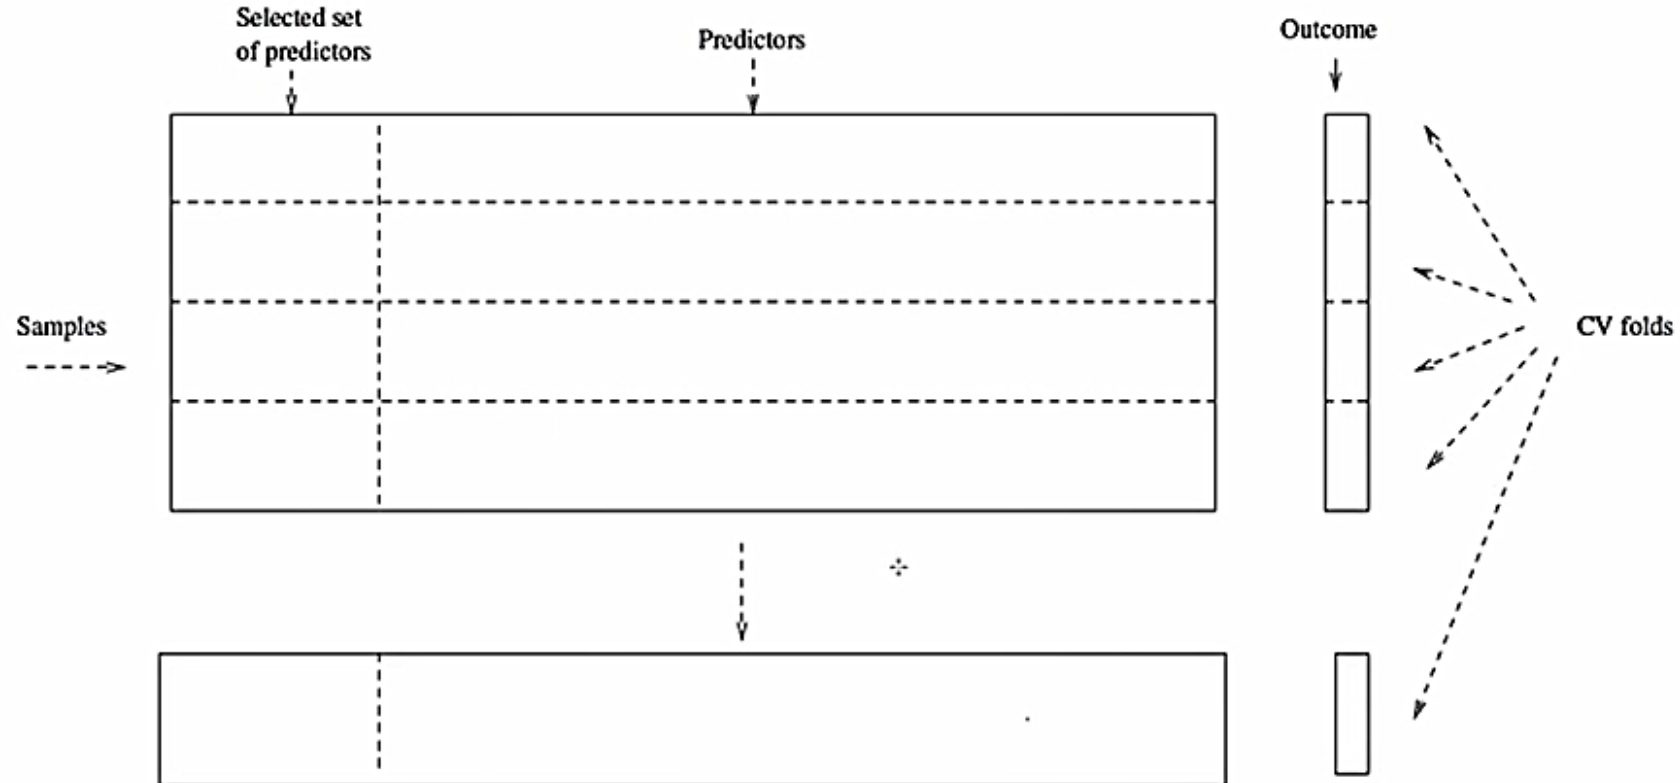 Selected set
of predictors
Predictors
Outcome
Samples
CV folds